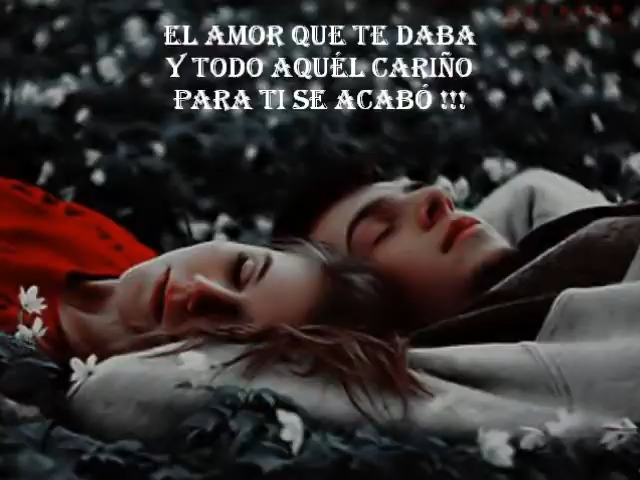 EL AMOR QUE TE DABA
Y TODO AQUÉL CARIÑO
PARA TI SE ACABÓ !!!